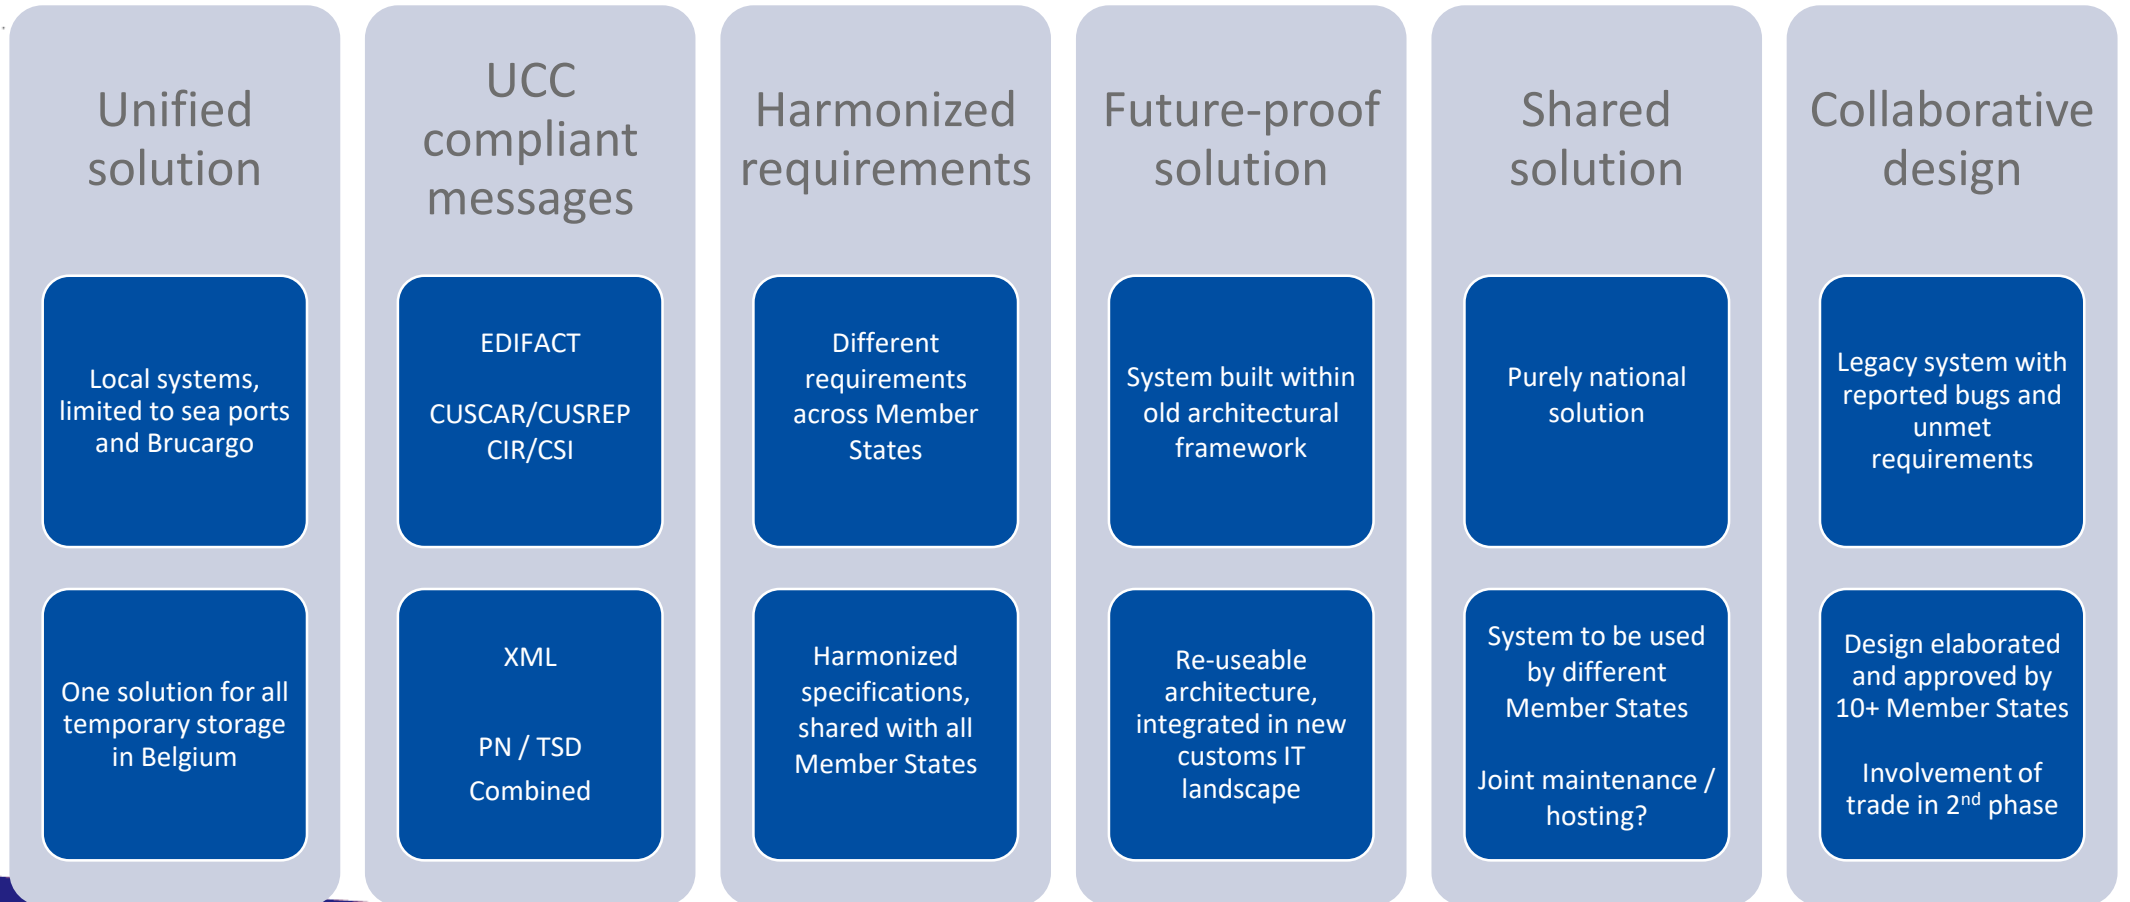 Unified
solution
Local systems,
limited to sea ports
and Brucargo
One solution for all
temporary storage
in Belgium
UCC
compliant
messages
EDIFACT
CUSCAR/CUSREP
CIR/CSI
XML
PN / TSD
Combined
Harmonized
requirements
Different
requirements
across Member
States
Harmonized
specifications,
shared with all
Member States
Future-proof
solution
System built within
old architectural
framework
Re-useable
architecture,
integrated in new
customs IT
landscape
Shared
solution
Purely national
solution
System to be used
by different
Member States
Joint maintenance /
hosting?
Collaborative
design
Legacy system with
reported bugs and
unmet
requirements
Design elaborated
and approved by
10+ Member States
Involvement of
trade in 2nd phase